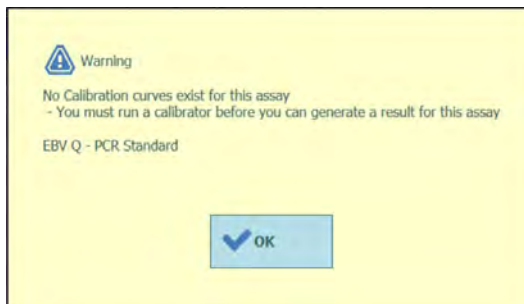 Warning
No Calibration curves exist for this assay
- You must run a calibrator before you can generate a result for this assay
EBV Q - PCR Standard
OK